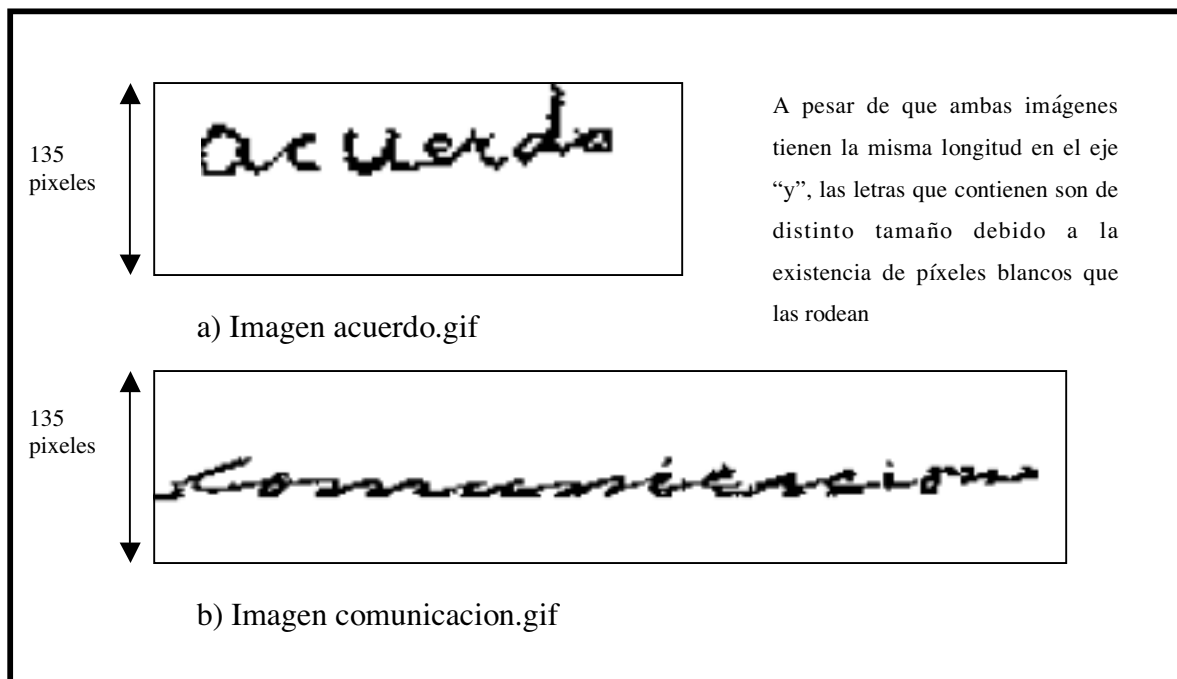 135
pixeles
acuerdo
A pesar de que ambas imágenes
tienen la misma longitud en el eje
“y”, las letras que contienen son de
distinto tamaño debido a la
existencia de píxeles blancos que
las rodean
a) Imagen acuerdo.gif
135
pixeles
Comunicacion
b) Imagen comunicacion.gif